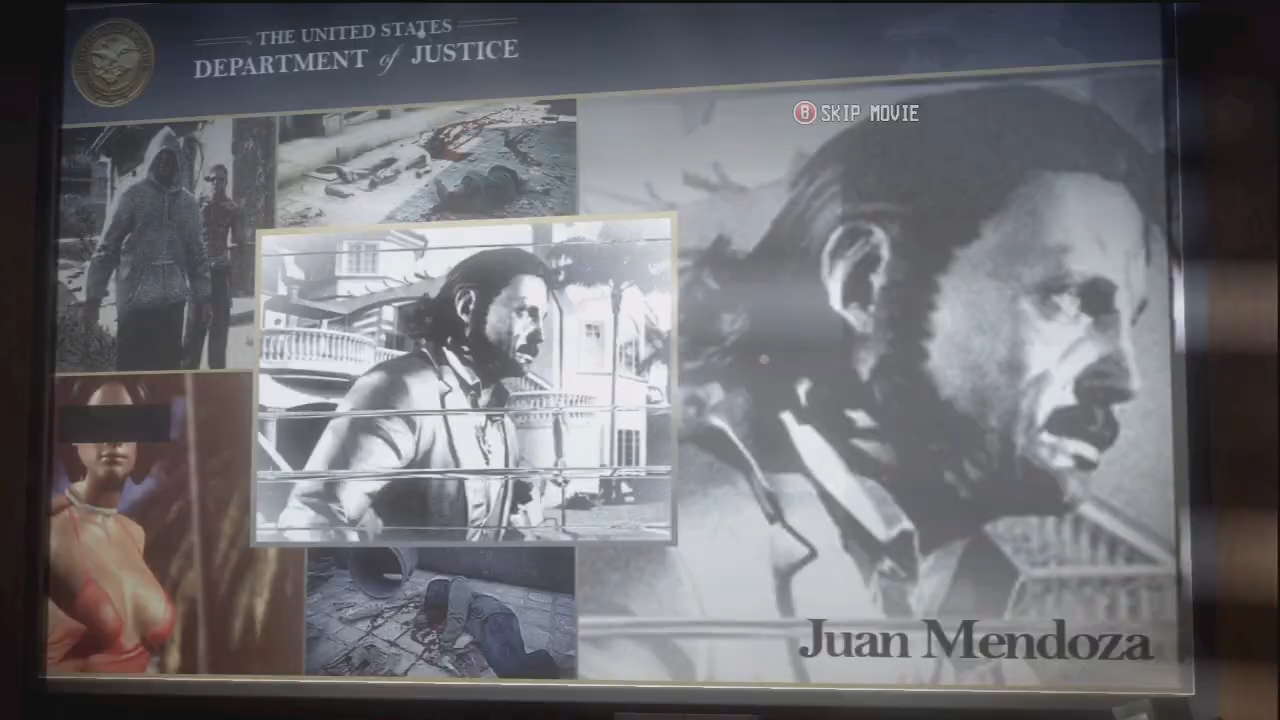 THE UNITED STATES
DEPARTMENT of JUSTICE
B SKIP MOVIE
Juan Mendoza